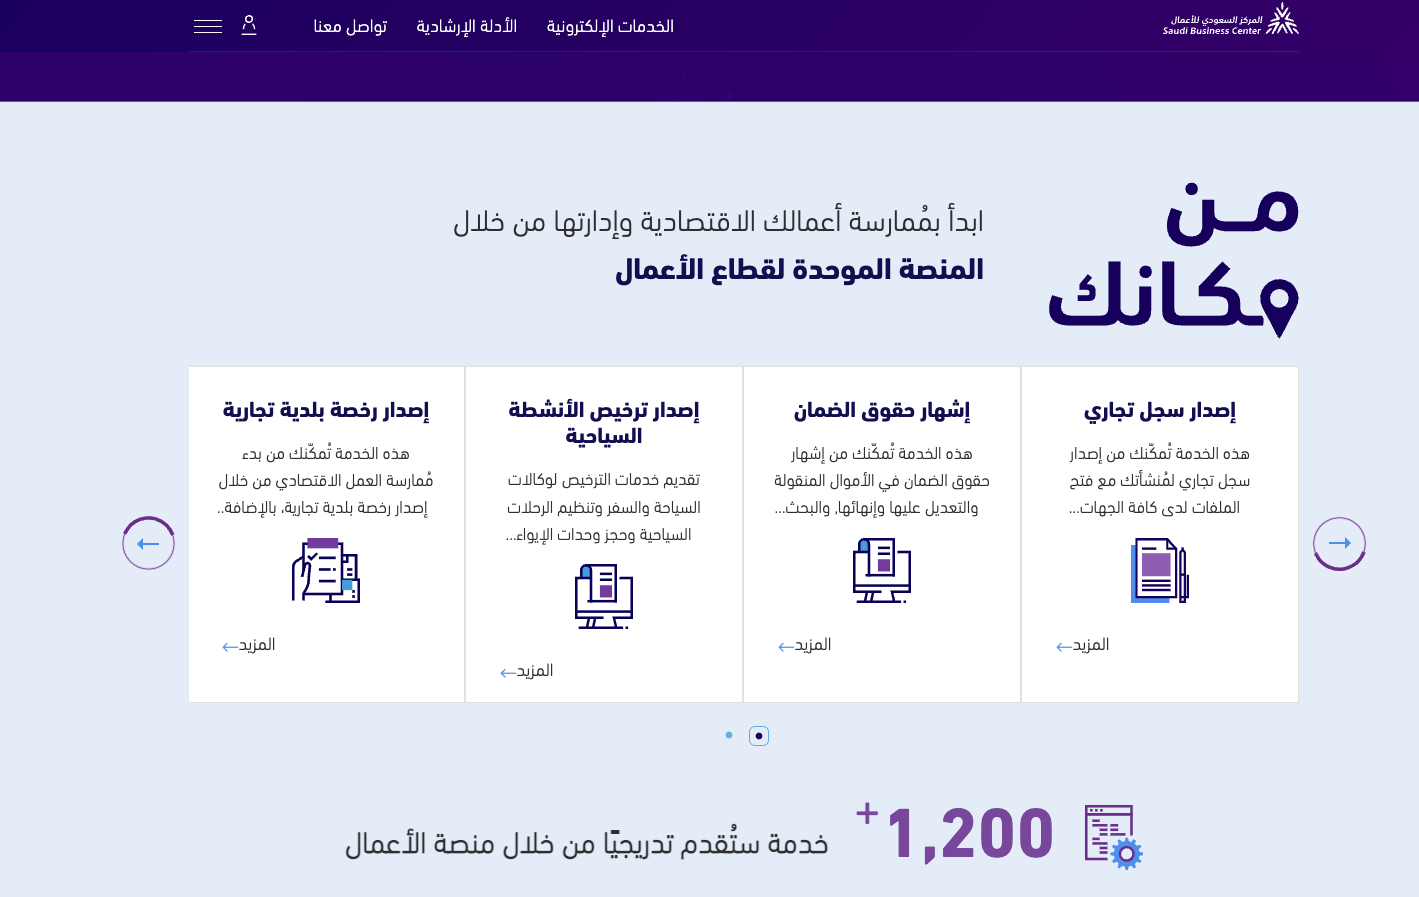 المركز السعودي للأعمال
Saudi Business Center
الخدمات الإلكترونية
الأدلة الإرشادية
تواصل معنا
من
مكانك
ابدأ بمُمارسة أعمالك الاقتصادية وإدارتها من خلال
المنصة الموحدة لقطاع الأعمال
إصدار سجل تجاري
هذه الخدمة تُمكّنك من إصدار
سجل تجاري لمُنشأتك مع فتح
الملفات لدى كافة الجهات...
المزيد
إشهار حقوق الضمان
هذه الخدمة تُمكّنك من إشهار
حقوق الضمان في الأموال المنقولة
والتعديل عليها وإنهائها, والبحث...
المزيد
إصدار ترخيص الأنشطة
السياحية
تقديم خدمات الترخيص لوكالات
السياحة والسفر وتنظيم الرحلات
السياحية وحجز وحدات الإيواء...
المزيد
إصدار رخصة بلدية تجارية
هذه الخدمة تُمكّنك من بدء
مُمارسة العمل الاقتصادي من خلال
إصدار رخصة بلدية تجارية، بالإضافة..
المزيد
1,200+
خدمة ستُقدم تدريجيًا من خلال منصة الأعمال